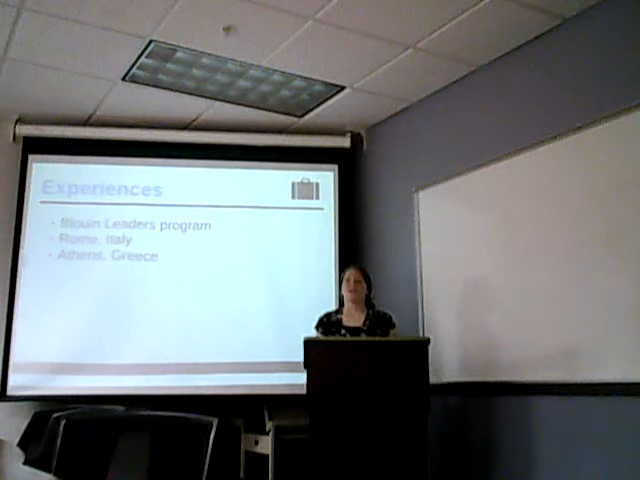 Experiences
- Blouin Leaders program
- Rome, Italy
- Athens, Greece